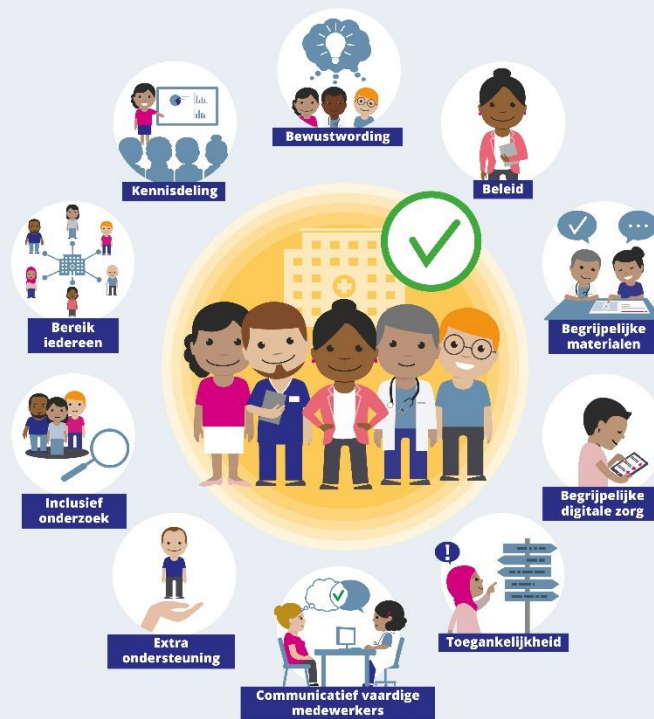 Bewustwording
Beleid
Begrijpelijke
materialen
Begrijpelijke
digitale zorg
Toegankelijkheid
Communicatief vaardige
medewerkers
Extra
ondersteuning
Inclusief
onderzoek
Bereik
iedereen
Kennisdeling